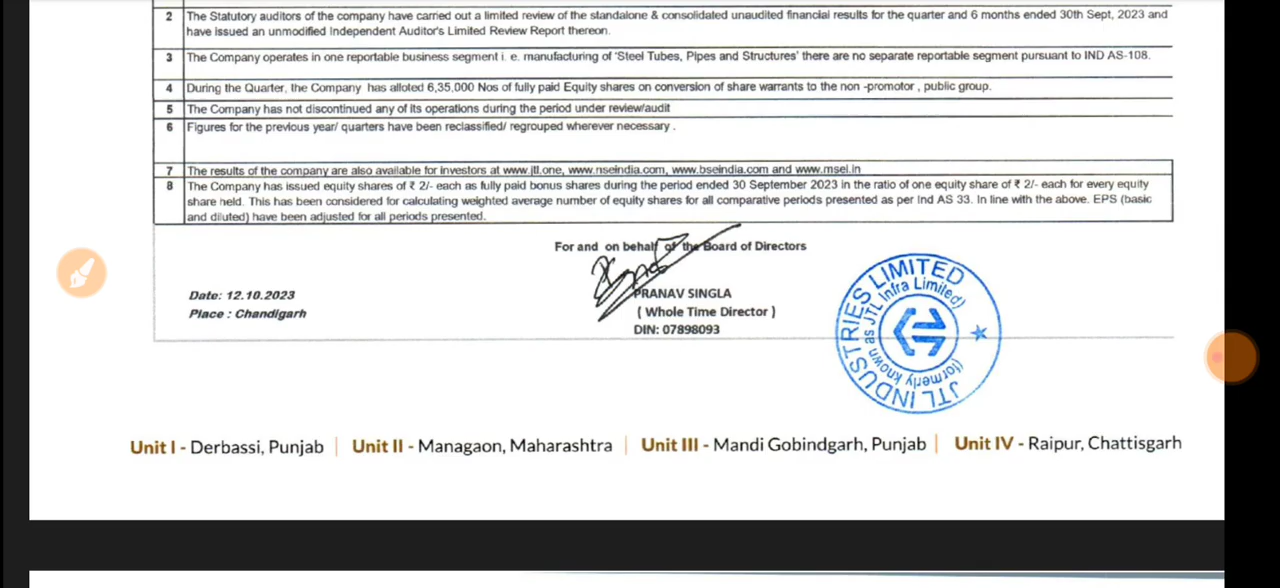 2 The Statutory auditors of the company have carried out a limited review of the standalone & consolidated unaudited financial results for the quarter and 6 months ended 30th Sept, 2023 and
have issued an unmodified Independent Auditor's Limited Review Report thereon.
3 The Company operates in one reportable business segment i. e. manufacturing of 'Steel Tubes, Pipes and Structures' there are no separate reportable segment pursuant to IND AS-108.
4 During the Quarter, the Company has alloted 6,35,000 Nos of fully paid Equity shares on conversion of share warrants to the non -promotor , public group.
5 The Company has not discontinued any of its operations during the period under review/audit
6 Figures for the previous year/ quarters have been reclassified/ regrouped wherever necessary .
7 The results of the company are also available for investors at www.jtl.one, www.nseindia.com, www.bseindia.com and www.msei.in
8 The Company has issued equity shares of ₹ 2/- each as fully paid bonus shares during the period ended 30 September 2023 in the ratio of one equity share of ₹ 2/- each for every equity
share held. This has been considered for calculating weighted average number of equity shares for all comparative periods presented as per Ind AS 33. In line with the above. EPS (basic
and diluted) have been adjusted for all periods presented.
For and on behalf of the Board of Directors
PRANAV SINGLA
( Whole Time Director )
DIN: 07898093
Date: 12.10.2023
Place : Chandigarh
JTL INDUSTRIES LIMITED
(formerly known as JTL Infra Limited)
Unit I - Derbassi, Punjab | Unit II - Managaon, Maharashtra | Unit III - Mandi Gobindgarh, Punjab | Unit IV - Raipur, Chattisgarh